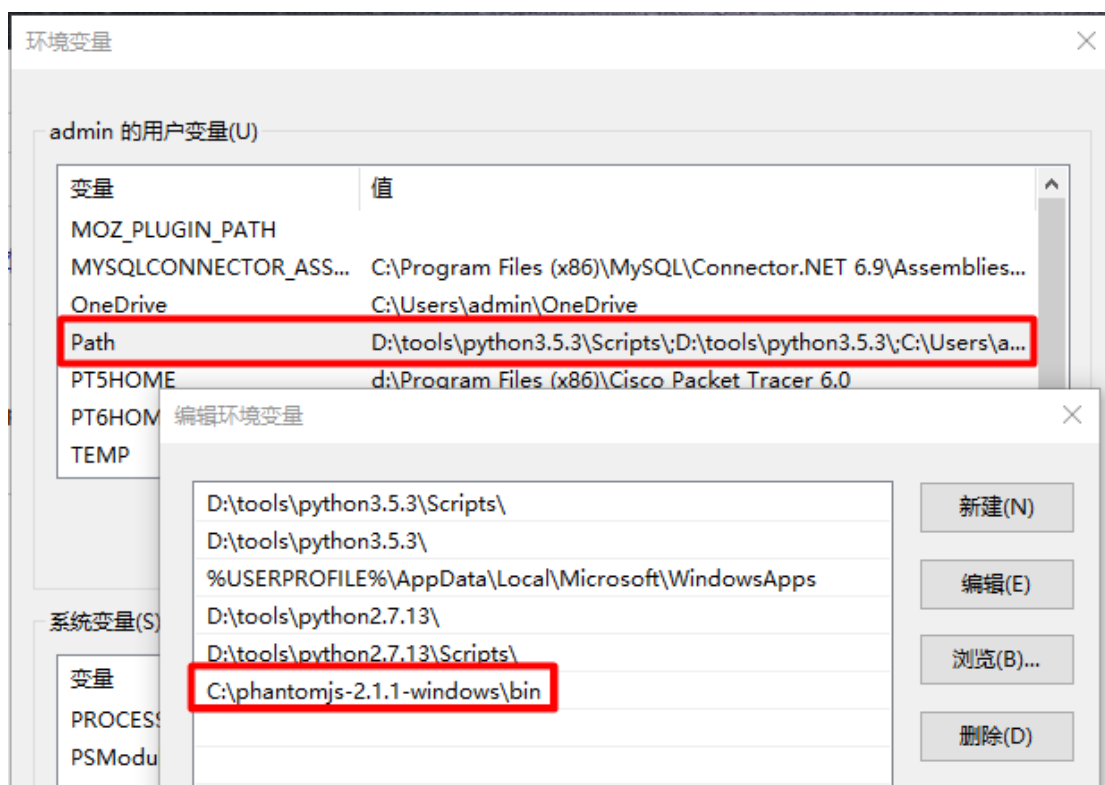 环境变量
admin 的用户变量(U)
变量 值
MOZ_PLUGIN_PATH
MYSQLCONNECTOR_ASS... C:\Program Files (x86)\MySQL\Connector.NET 6.9\Assemblies...
OneDrive C:\Users\admin\OneDrive
Path D:\tools\python3.5.3\Scripts\;D:\tools\python3.5.3\;C:\Users\a...
PT5HOME d:\Program Files (x86)\Cisco Packet Tracer 6.0
PT6HOM
TEMP
编辑环境变量
D:\tools\python3.5.3\Scripts\
D:\tools\python3.5.3\
%USERPROFILE%\AppData\Local\Microsoft\WindowsApps
D:\tools\python2.7.13\
D:\tools\python2.7.13\Scripts\
C:\phantomjs-2.1.1-windows\bin
新建(N)
编辑(E)
浏览(B)...
删除(D)
系统变量(S)
变量
PROCESS
PSModu